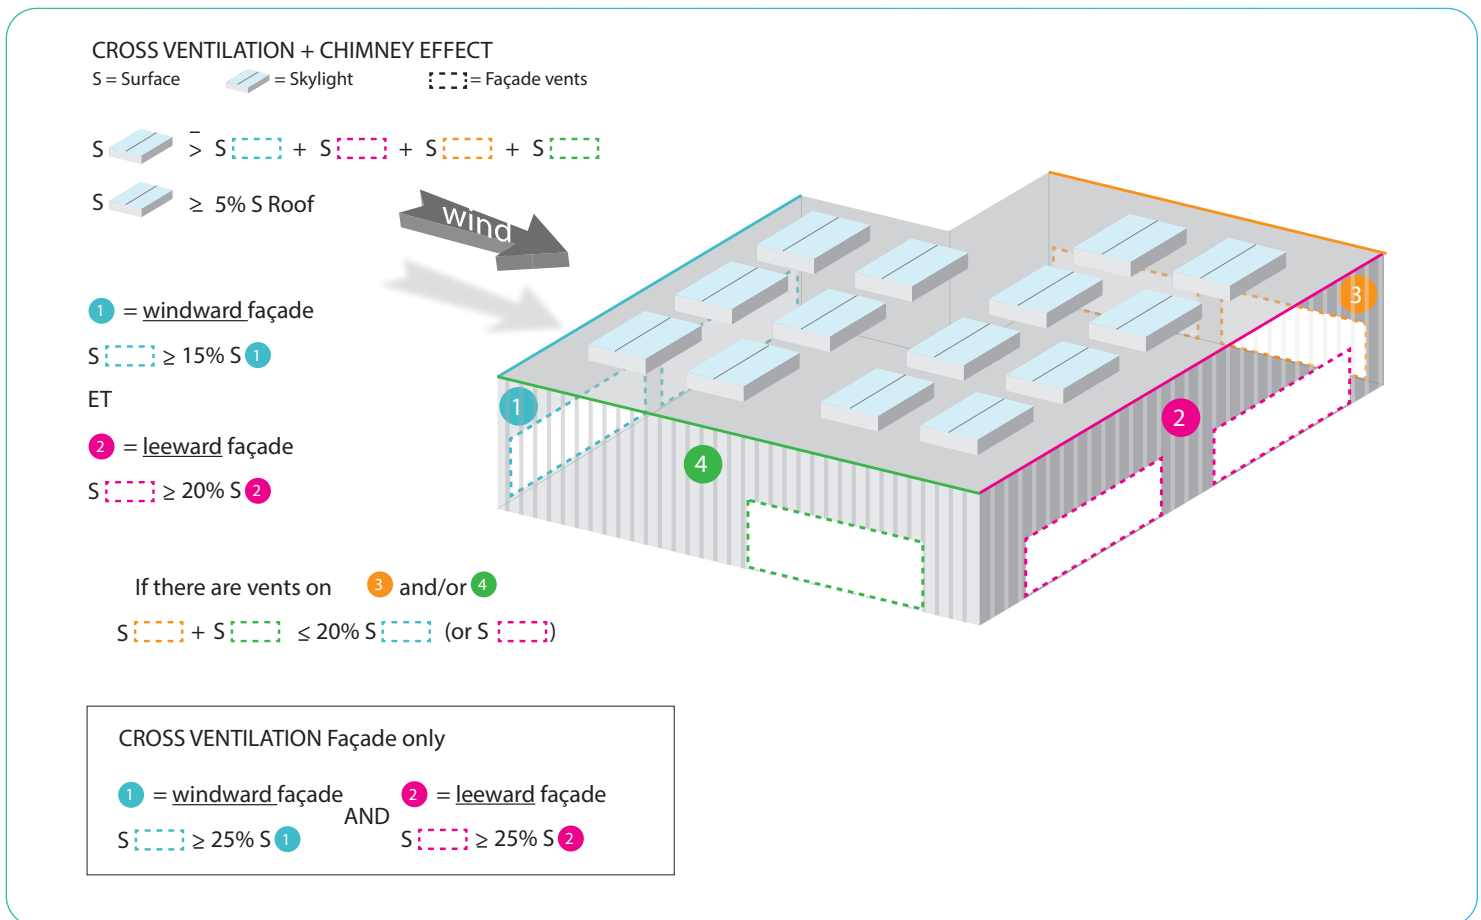 CROSS VENTILATION + CHIMNEY EFFECT
S = Surface = Skylight = Façade vents
S ≥ S + S + S + S
S ≥ 5% S Roof
wind
1 = windward façade
S ≥ 15% S 1
ET
2 = leeward façade
S ≥ 20% S 2
If there are vents on 3 and/or 4
S + S ≤ 20% S (or S )
1
2
3
4
CROSS VENTILATION Façade only
1 = windward façade AND 2 = leeward façade
S ≥ 25% S 1 S ≥ 25% S 2